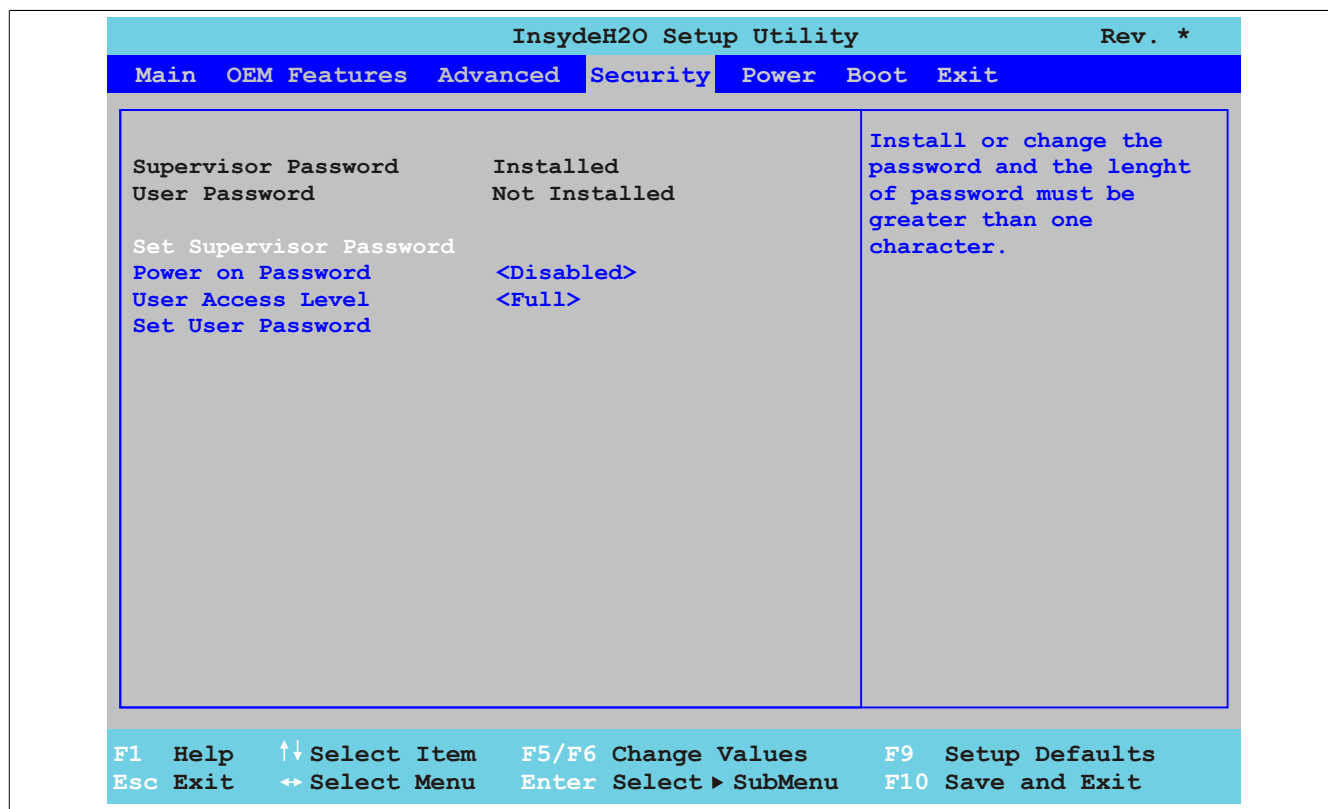 InsydeH2O Setup Utility Rev. *
Main OEM Features Advanced Security Power Boot Exit
Supervisor Password Installed
User Password Not Installed
Set Supervisor Password
Power on Password <Disabled>
User Access Level <Full>
Set User Password
Install or change the
password and the lenght
of password must be
greater than one
character.
F1 Help ↑↓ Select Item F5/F6 Change Values F9 Setup Defaults
Esc Exit ↔ Select Menu Enter Select ▶ SubMenu F10 Save and Exit